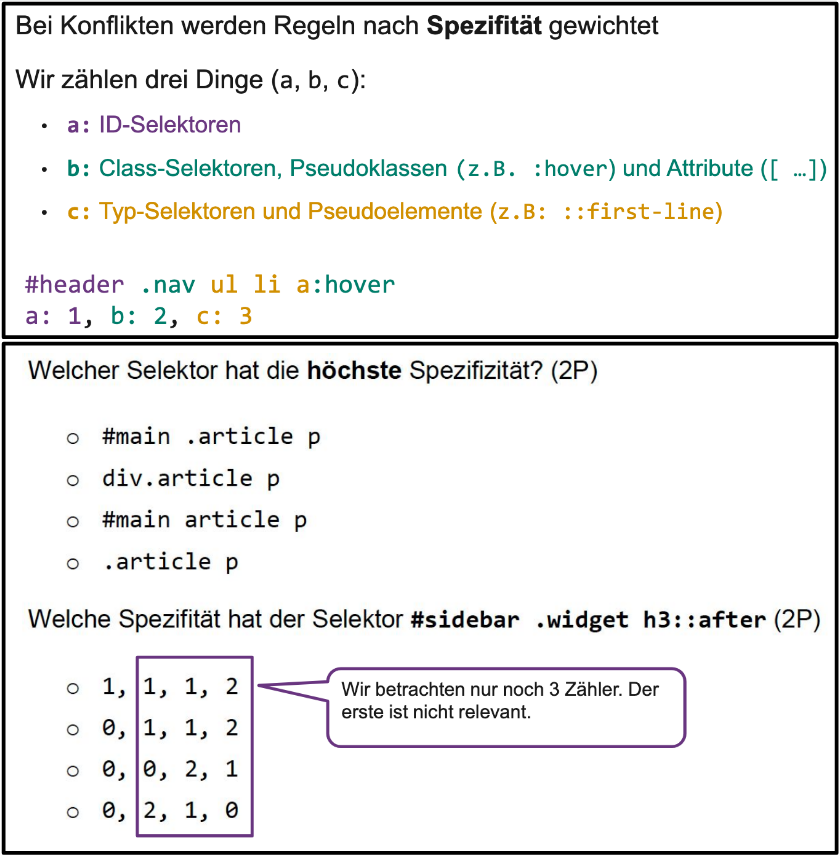 Bei Konflikten werden Regeln nach Spezifität gewichtet
Wir zählen drei Dinge (a, b, c):
• a: ID-Selektoren
• b: Class-Selektoren, Pseudoklassen (z.B. :hover) und Attribute ([ …])
• c: Typ-Selektoren und Pseudoelemente (z.B: ::first-line)
#header .nav ul li a:hover
a: 1, b: 2, c: 3
Welcher Selektor hat die höchste Spezifizität? (2P)
○ #main .article p
○ div.article p
○ #main article p
○ .article p
Welche Spezifität hat der Selektor #sidebar .widget h3::after (2P)
○ 1, 1, 1, 2
○ 0, 1, 1, 2
○ 0, 0, 2, 1
○ 0, 2, 1, 0
Wir betrachten nur noch 3 Zähler. Der
erste ist nicht relevant.